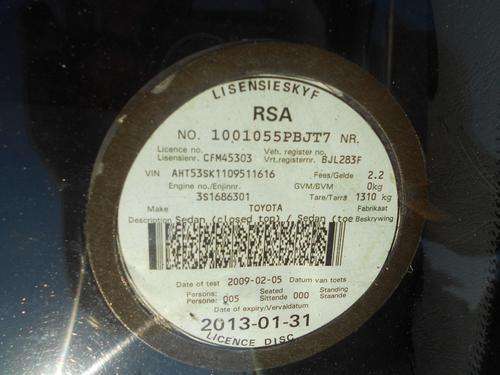 LISENSIESKYF
RSA
NO. 1001055PBJT7 NR.
Licence no. Veh. register no.
Lisensienr. CFM45303 Vrt.registernr. BJL283F
VIN AHT53SK1109511616 Fees/Gelde 2.2
Engine no./Enjinnr. GVM/BVM 0kg
3S1686301 Tare/Tarra 1310 kg
Make TOYOTA Fabrikaat
Description Sedan (closed top) / Sedan (toe Beskrywing
Date of test 2009-02-05 Datum van toets
Persons: Seated Standing
Persone: 005 Sittende 000 Staande
Date of expiry/Vervaldatum
2013-01-31
LICENCE DISC